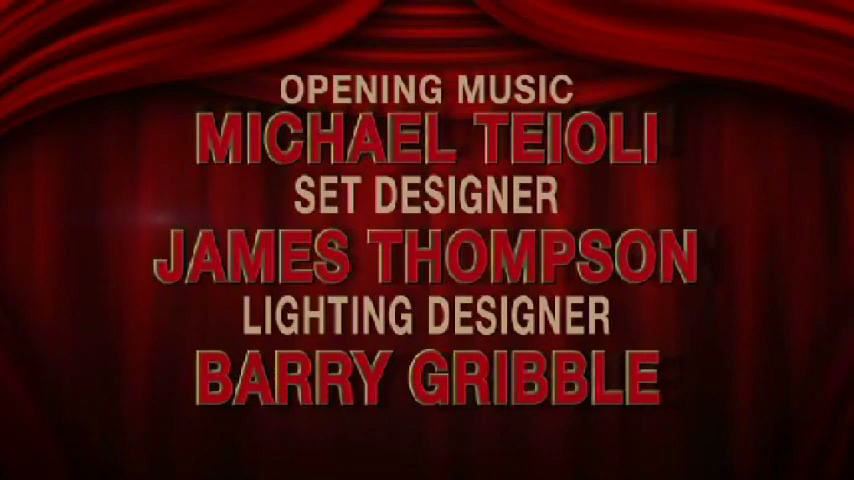 OPENING MUSIC
MICHAEL TEIOLI
SET DESIGNER
JAMES THOMPSON
LIGHTING DESIGNER
BARRY GRIBBLE